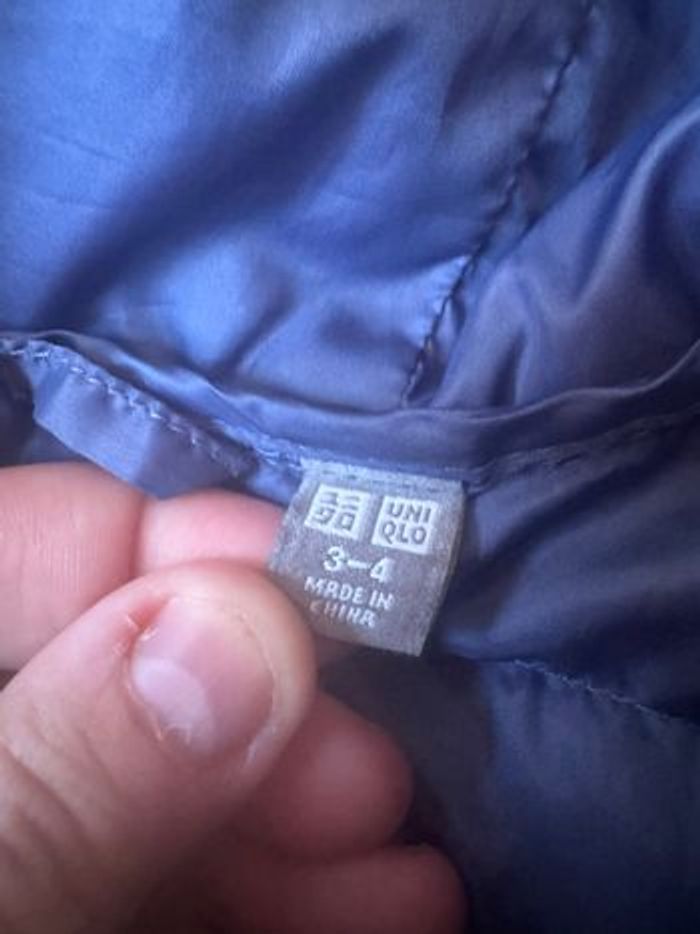 ユニ
クロ
UNI
QLO
3–4
MADE IN
CHINA